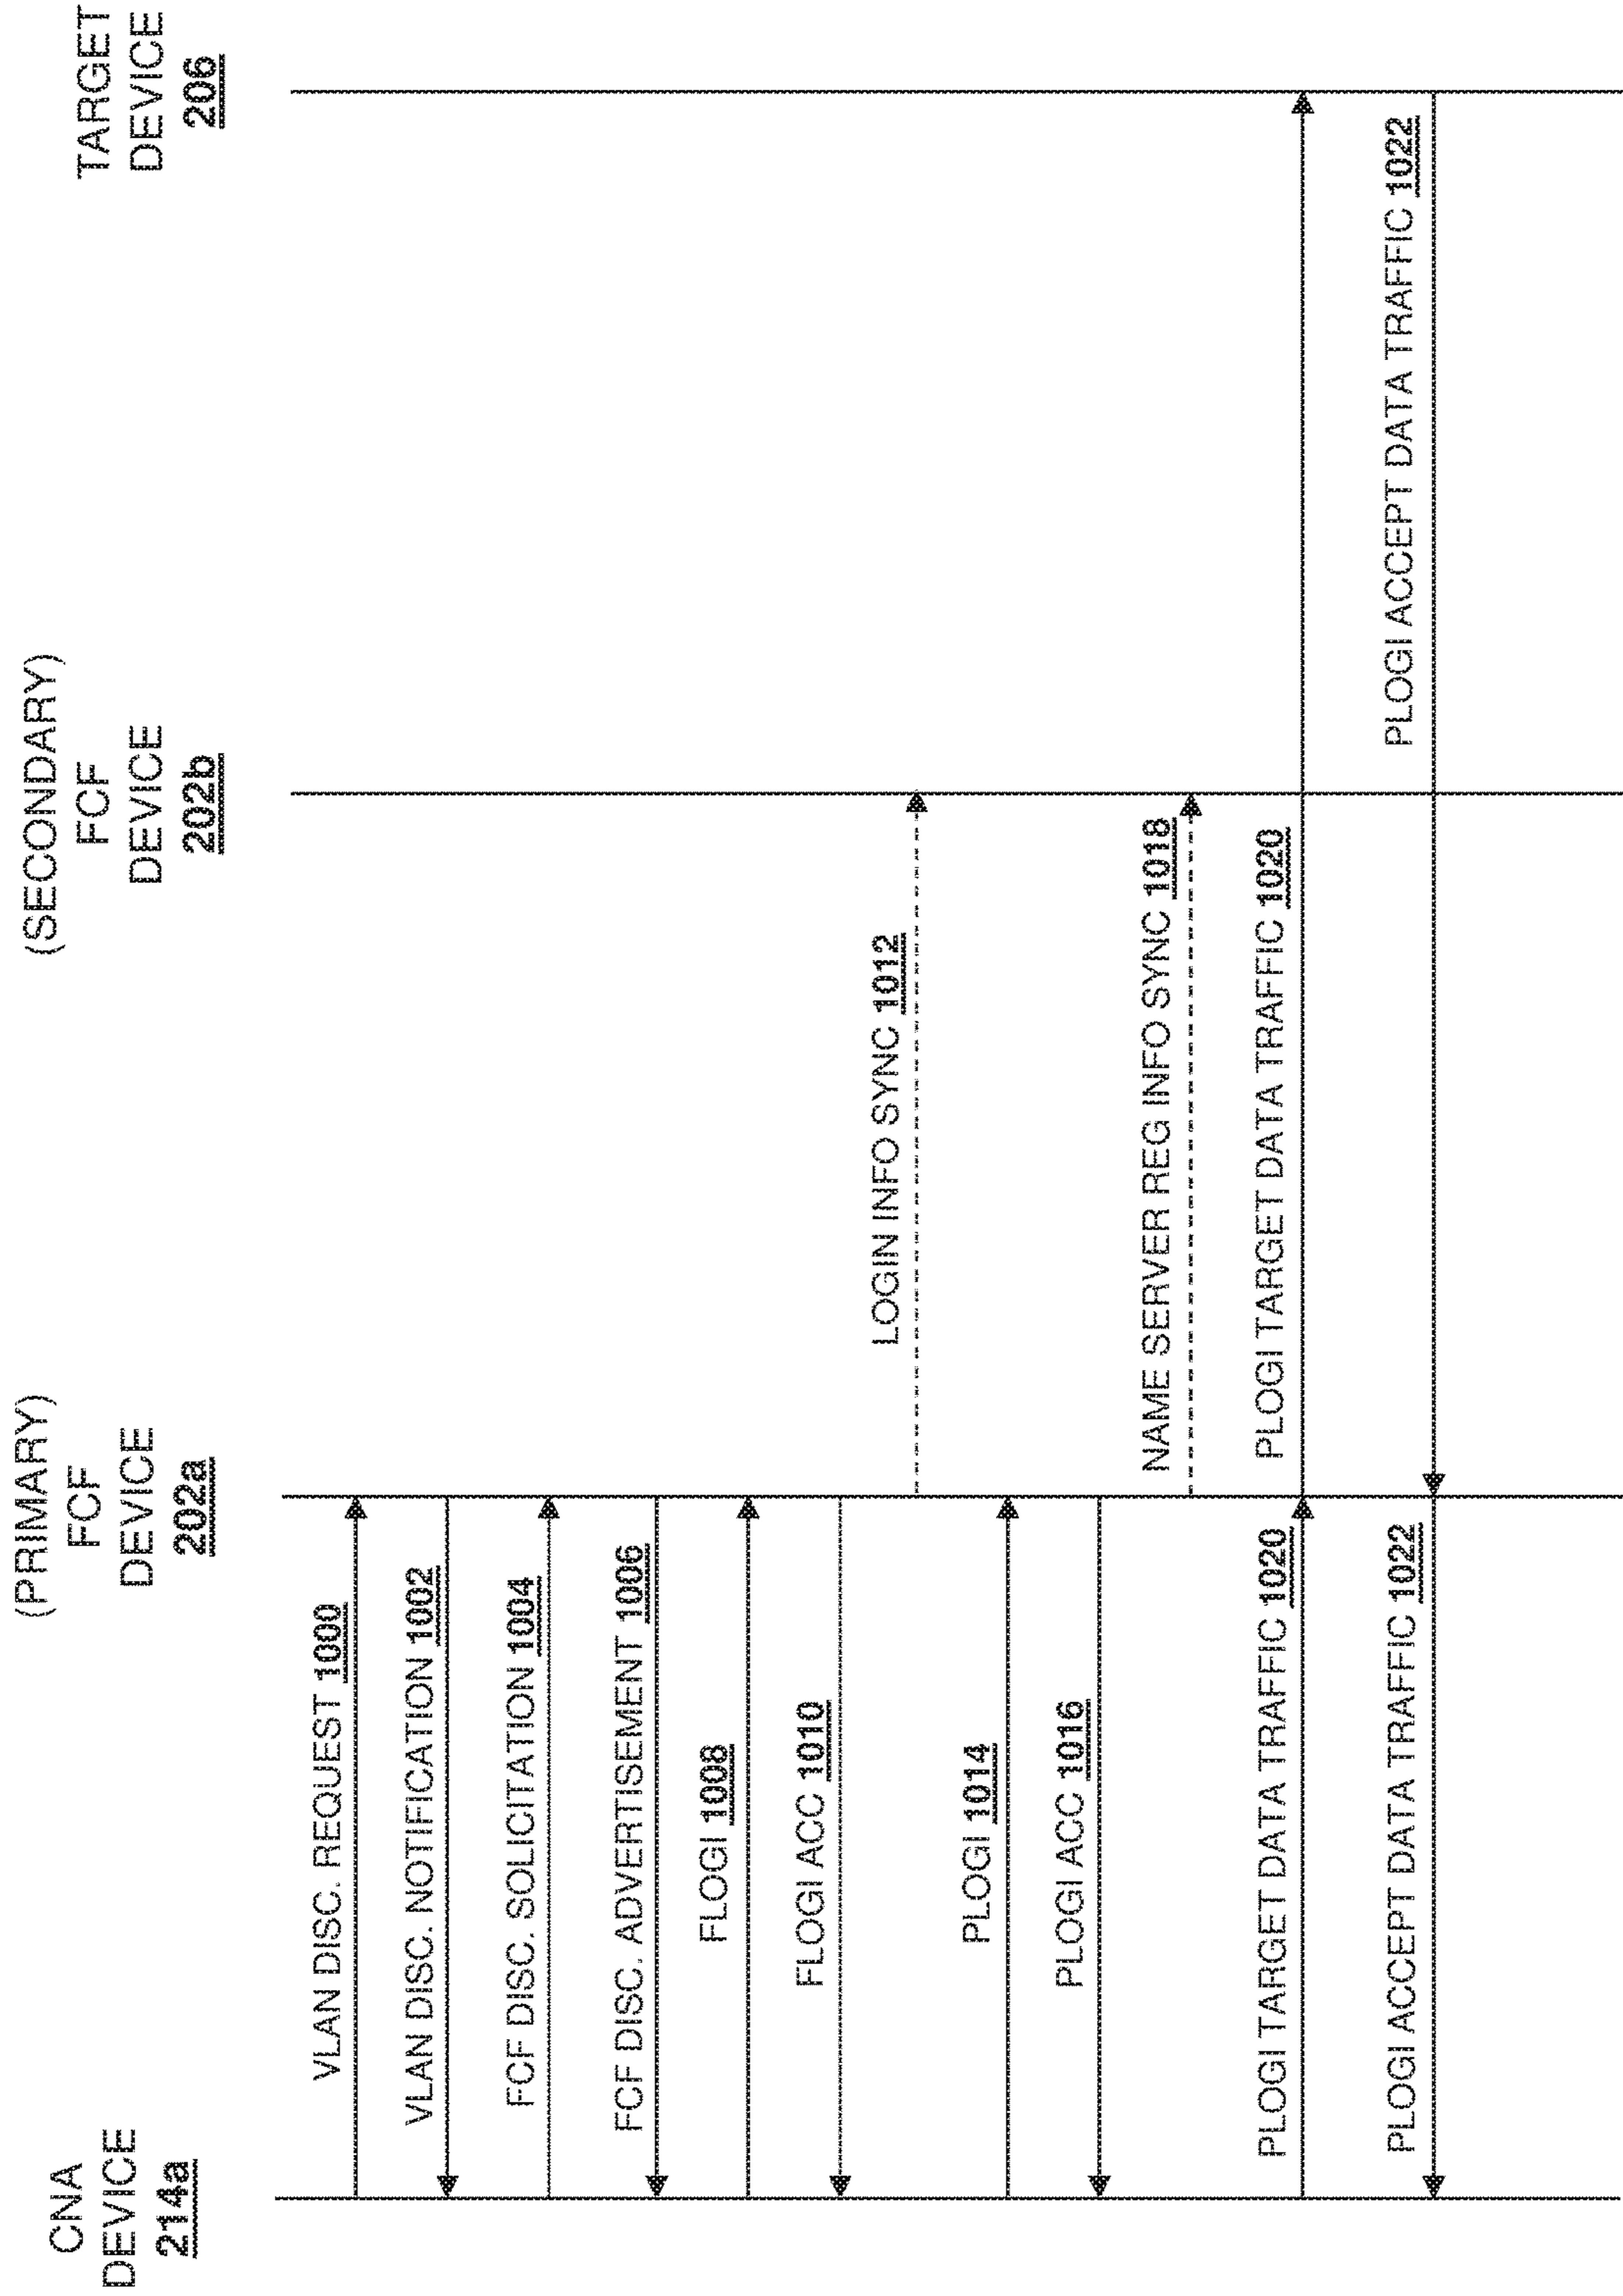 CNA
DEVICE
214a
(PRIMARY)
FCF
DEVICE
202a
(SECONDARY)
FCF
DEVICE
202b
TARGET
DEVICE
206
VLAN DISC. REQUEST 1000
VLAN DISC. NOTIFICATION 1002
FCF DISC. SOLICITATION 1004
FCF DISC. ADVERTISEMENT 1006
FLOGI 1008
FLOGI ACC 1010
LOGIN INFO SYNC 1012
PLOGI 1014
PLOGI ACC 1016
NAME SERVER REG INFO SYNC 1018
PLOGI TARGET DATA TRAFFIC 1020
PLOGI TARGET DATA TRAFFIC 1020
PLOGI ACCEPT DATA TRAFFIC 1022
PLOGI ACCEPT DATA TRAFFIC 1022